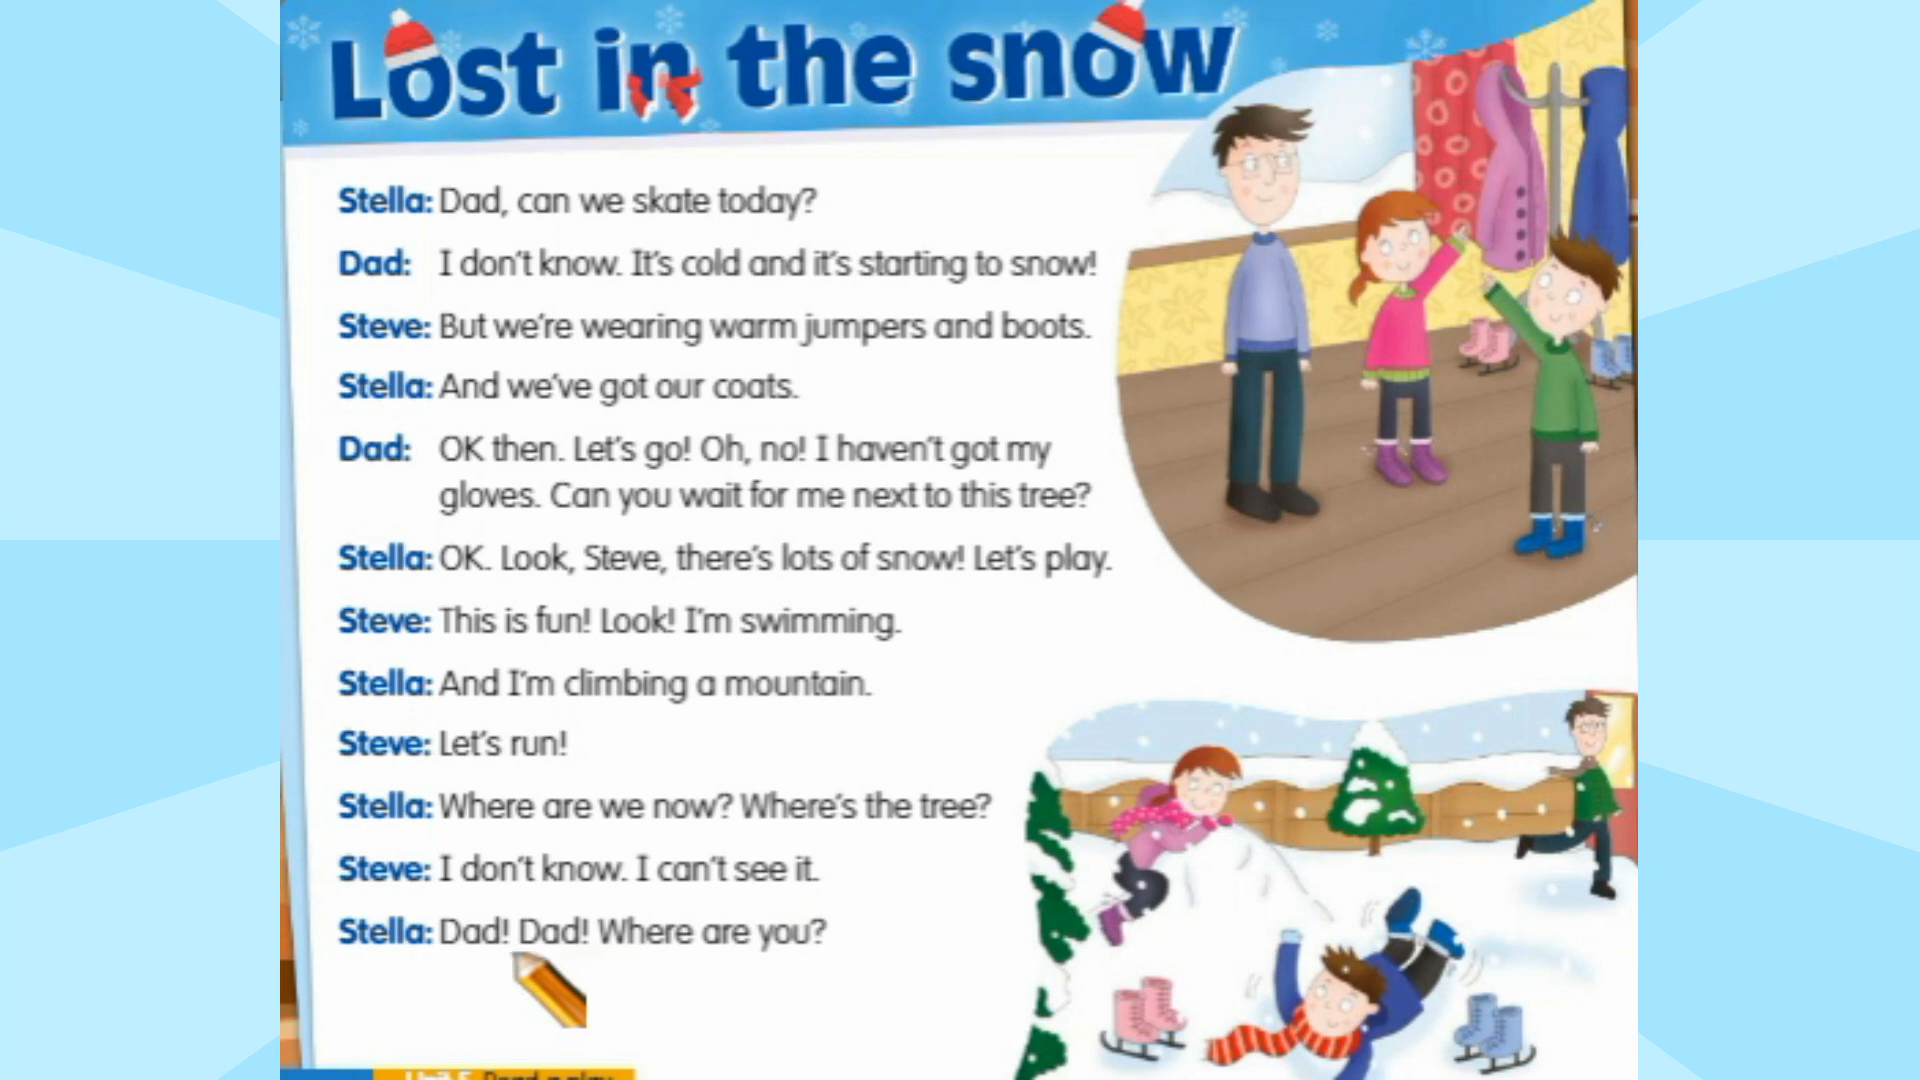 Lost in the snow
Stella: Dad, can we skate today?
Dad: I don't know. It's cold and it's starting to snow!
Steve: But we're wearing warm jumpers and boots.
Stella: And we've got our coats.
Dad: OK then. Let's go! Oh, no! I haven't got my
gloves. Can you wait for me next to this tree?
Stella: OK. Look, Steve, there's lots of snow! Let's play.
Steve: This is fun! Look! I'm swimming.
Stella: And I'm climbing a mountain.
Steve: Let's run!
Stella: Where are we now? Where's the tree?
Steve: I don't know. I can't see it.
Stella: Dad! Dad! Where are you?
Unit 5 Read a play